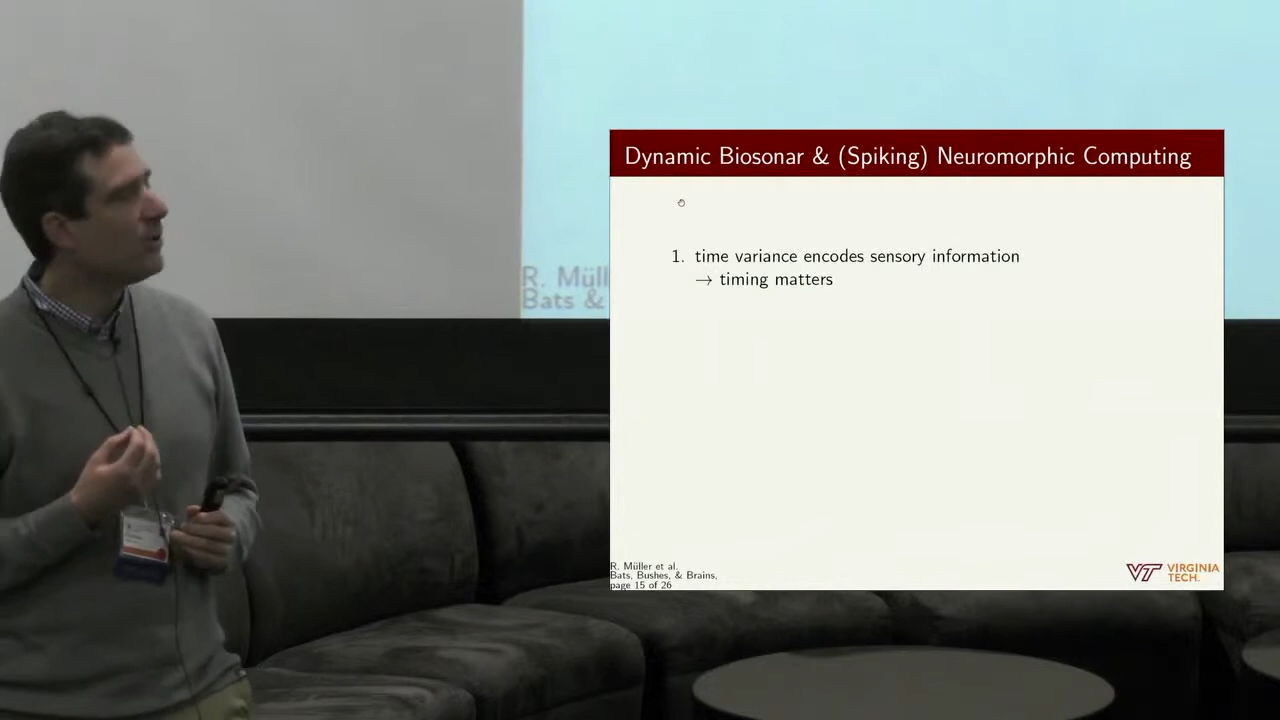 Dynamic Biosonar & (Spiking) Neuromorphic Computing
1. time variance encodes sensory information
→ timing matters
R. Müller et al.
Bats, Bushes, & Brains,
page 15 of 26
VT VIRGINIA
TECH.
R. Müll
Bats &